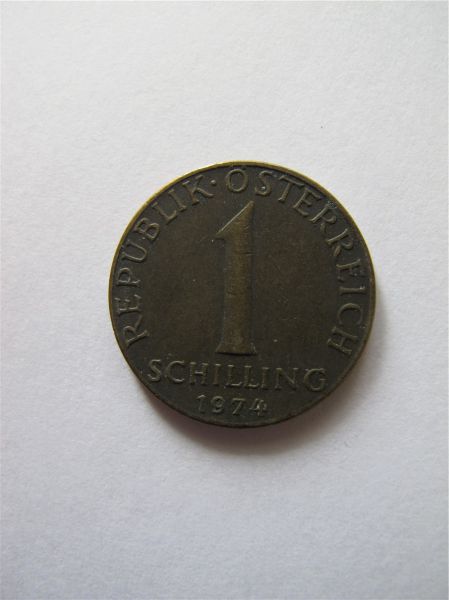 REPUBLIK · ÖSTERREICH
1
SCHILLING
1974